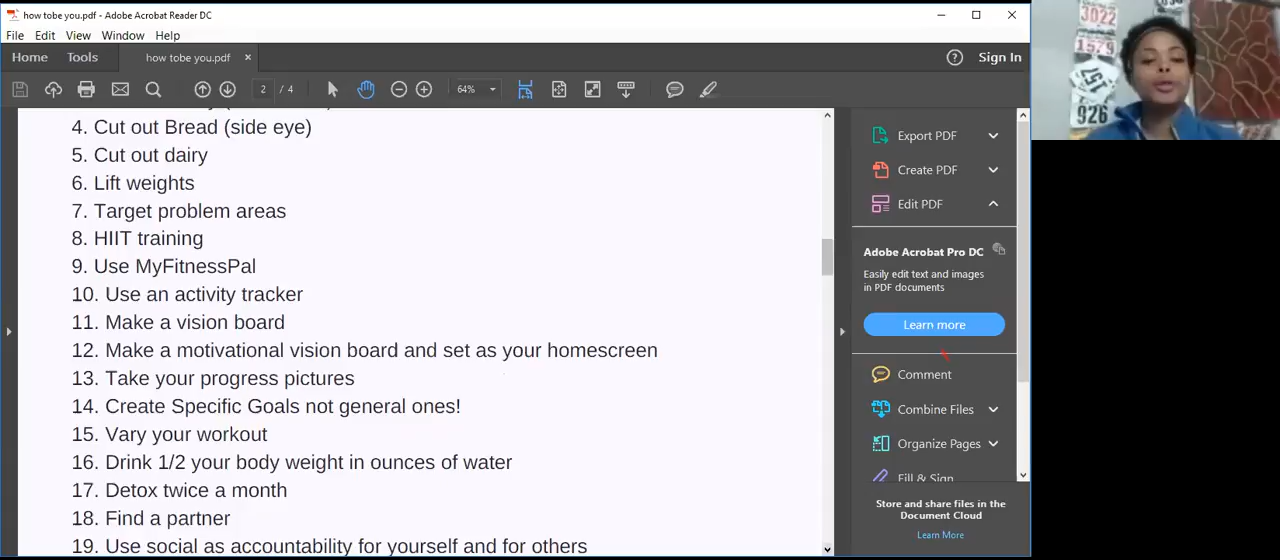 how tobe you.pdf - Adobe Acrobat Reader DC
File Edit View Window Help
Home Tools how tobe you.pdf × Sign In
2 / 4 64%
4. Cut out Bread (side eye)
5. Cut out dairy
6. Lift weights
7. Target problem areas
8. HIIT training
9. Use MyFitnessPal
10. Use an activity tracker
11. Make a vision board
12. Make a motivational vision board and set as your homescreen
13. Take your progress pictures
14. Create Specific Goals not general ones!
15. Vary your workout
16. Drink 1/2 your body weight in ounces of water
17. Detox twice a month
18. Find a partner
19. Use social as accountability for yourself and for others
Export PDF
Create PDF
Edit PDF
Adobe Acrobat Pro DC
Easily edit text and images
in PDF documents
Learn more
Comment
Combine Files
Organize Pages
Fill & Sign
Store and share files in the
Document Cloud
Learn More
3022
1579
157
926